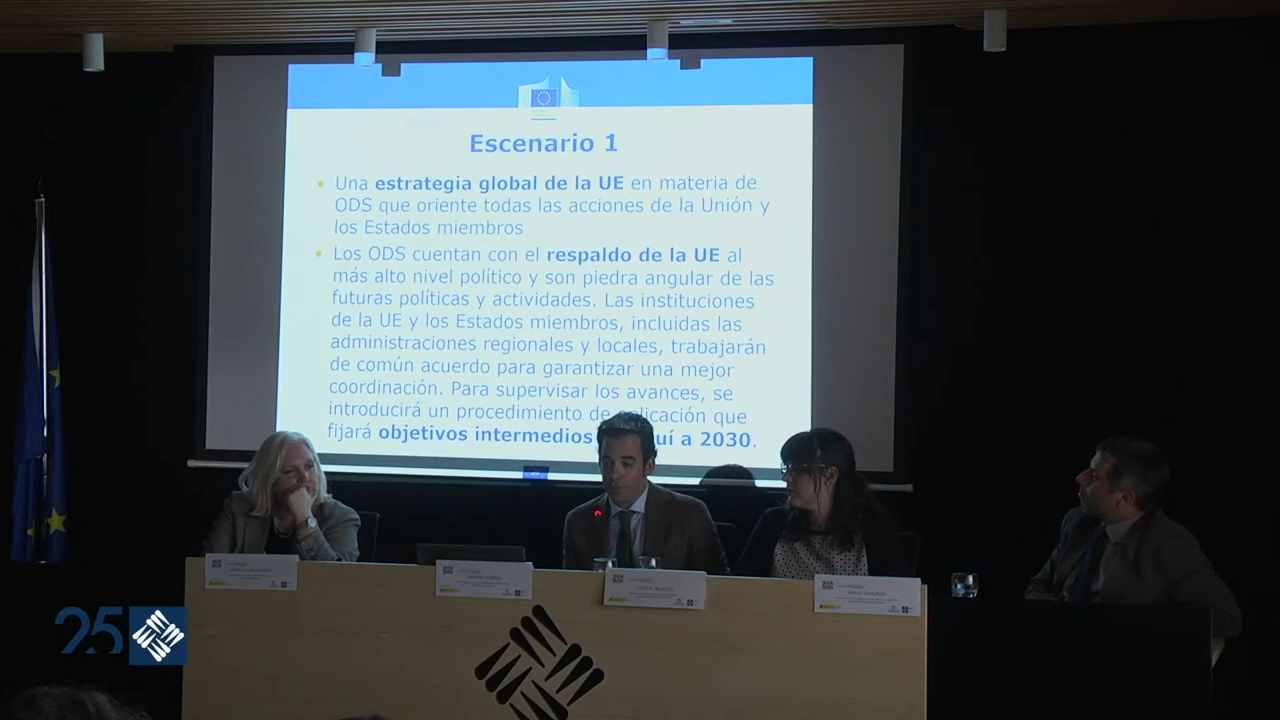 Escenario 1
Una estrategia global de la UE en materia de
ODS que oriente todas las acciones de la Unión y
los Estados miembros
Los ODS cuentan con el respaldo de la UE al
más alto nivel político y son piedra angular de las
futuras políticas y actividades. Las instituciones
de la UE y los Estados miembros, incluidas las
administraciones regionales y locales, trabajarán
de común acuerdo para garantizar una mejor
coordinación. Para supervisar los avances, se
introducirá un procedimiento de que
fijará objetivos intermedios a 2030.
25